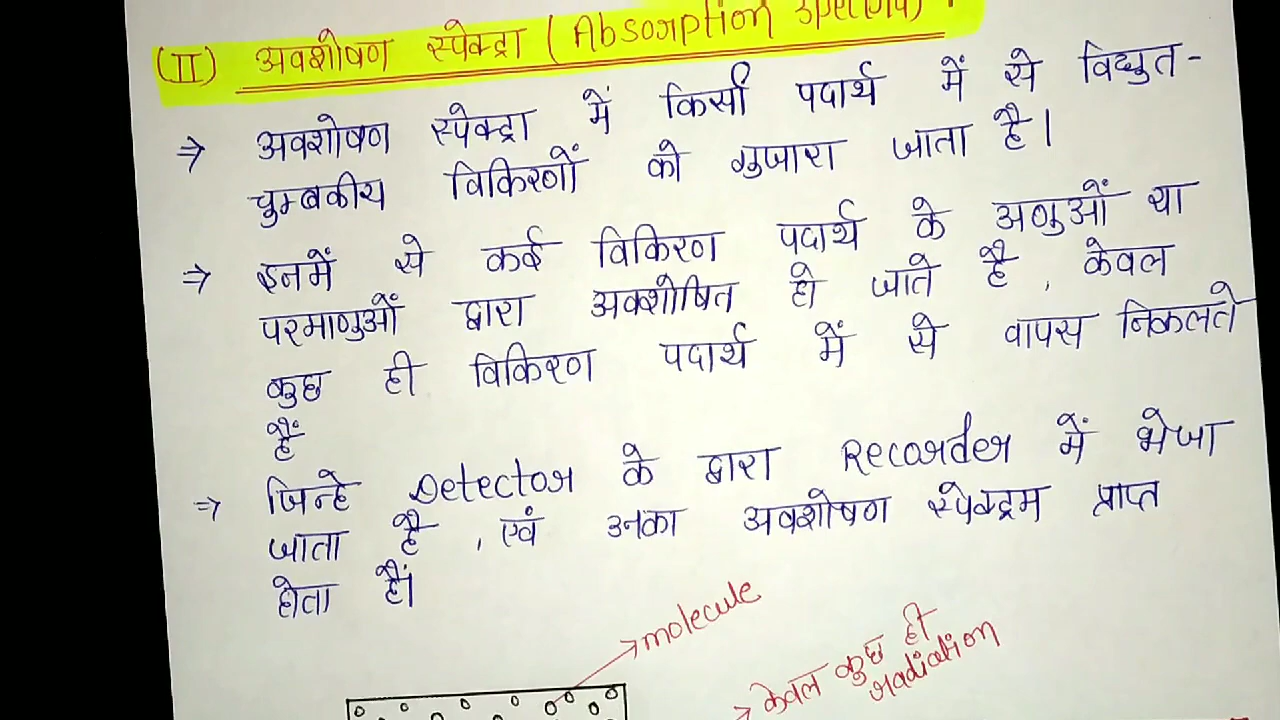 (II) अवशोषण स्पेक्ट्रा ( Absorption Spectra)
→ अवशोषण स्पेक्ट्रा में किसी पदार्थ में से विद्युत-
चुम्बकीय विकिरणों को गुजारा जाता है।
→ इनमें से कई विकिरण पदार्थ के अणुओं या
परमाणुओं द्वारा अवशोषित हो जाते है , केवल
कुछ ही विकिरण पदार्थ में से वापस निकलते
हैं
→ जिन्हे Detector के द्वारा Recorder में भेजा
जाता है , एवं उनका अवशोषण स्पेक्ट्रम प्राप्त
होता हैं।
→ molecule
→ केवल कुछ ही
radiation